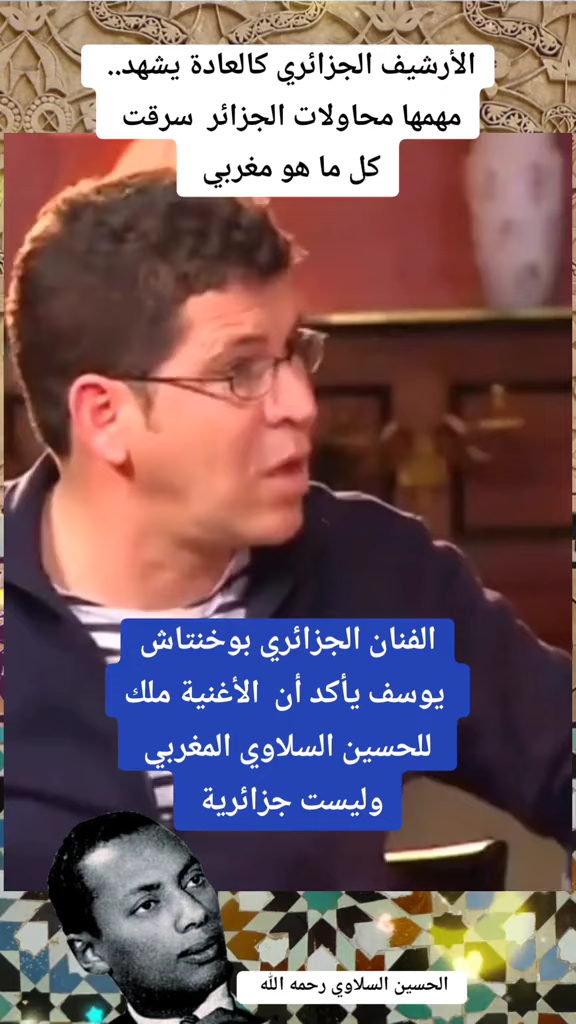 الأرشيف الجزائري كالعادة يشهد..
مهمها محاولات الجزائر سرقت
كل ما هو مغربي
الفنان الجزائري بوخنتاش
يوسف يأكد أن الأغنية ملك
للحسين السلاوي المغربي
وليست جزائرية
الحسين السلاوي رحمه الله